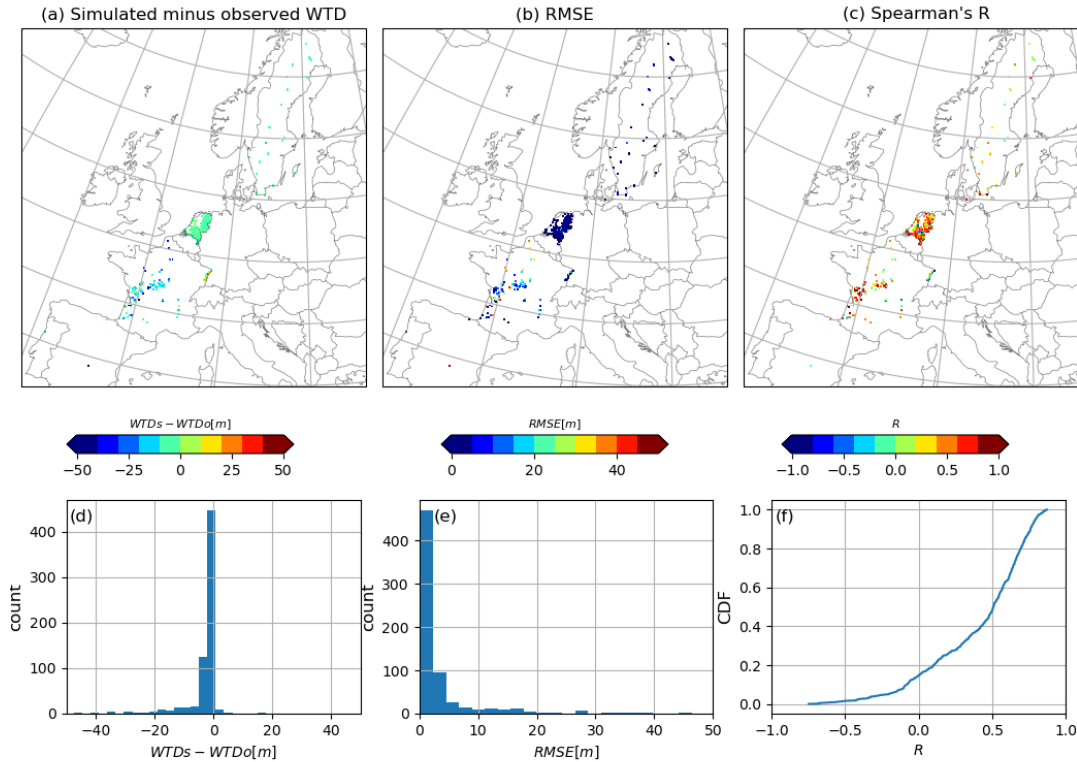 (a) Simulated minus observed WTD
(b) RMSE
(c) Spearman's R
WTDs − WTDo[m]
−50 −25 0 25 50
RMSE[m]
0 20 40
R
−1.0 −0.5 0.0 0.5 1.0
(d)
count
400
300
200
100
0
−40 −20 0 20 40
WTDs − WTDo[m]
(e)
count
400
300
200
100
0
0 10 20 30 40 50
RMSE[m]
(f)
CDF
1.0
0.8
0.6
0.4
0.2
0.0
−1.0 −0.5 0.0 0.5 1.0
R